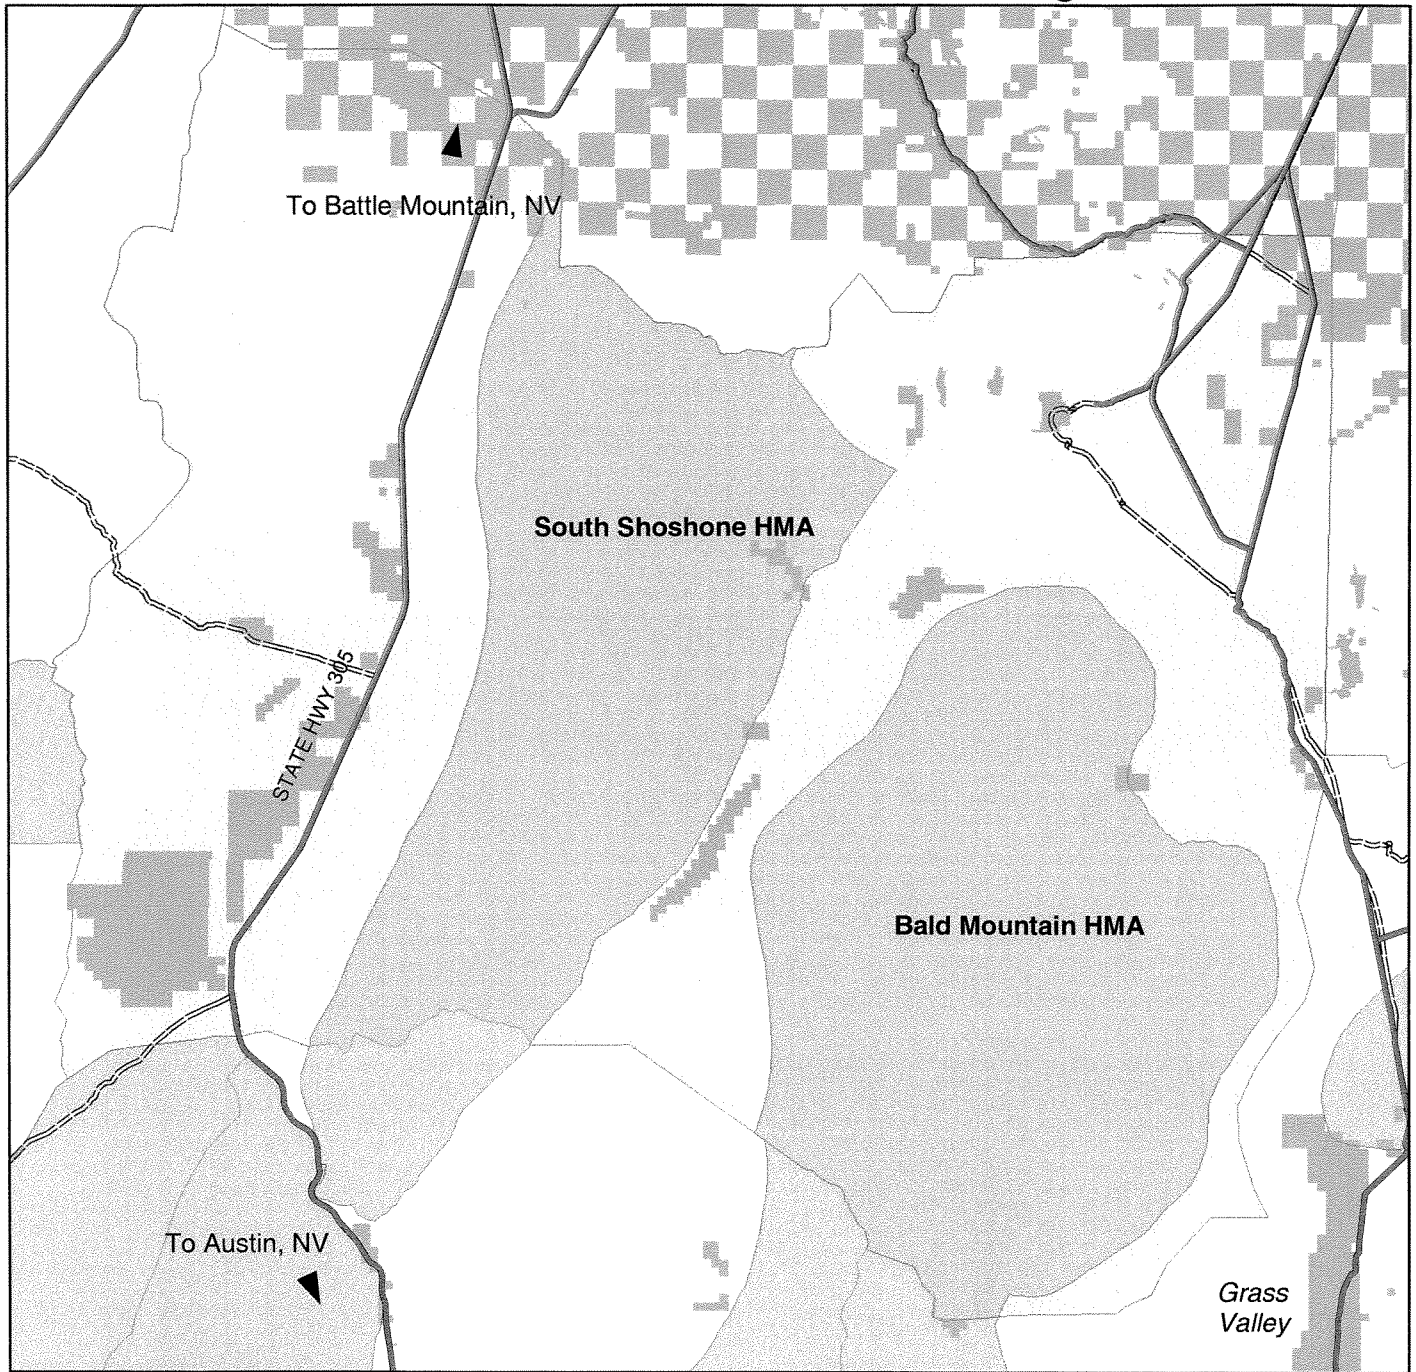 To Battle Mountain, NV
South Shoshone HMA
STATE HWY 305
Bald Mountain HMA
To Austin, NV
Grass
Valley